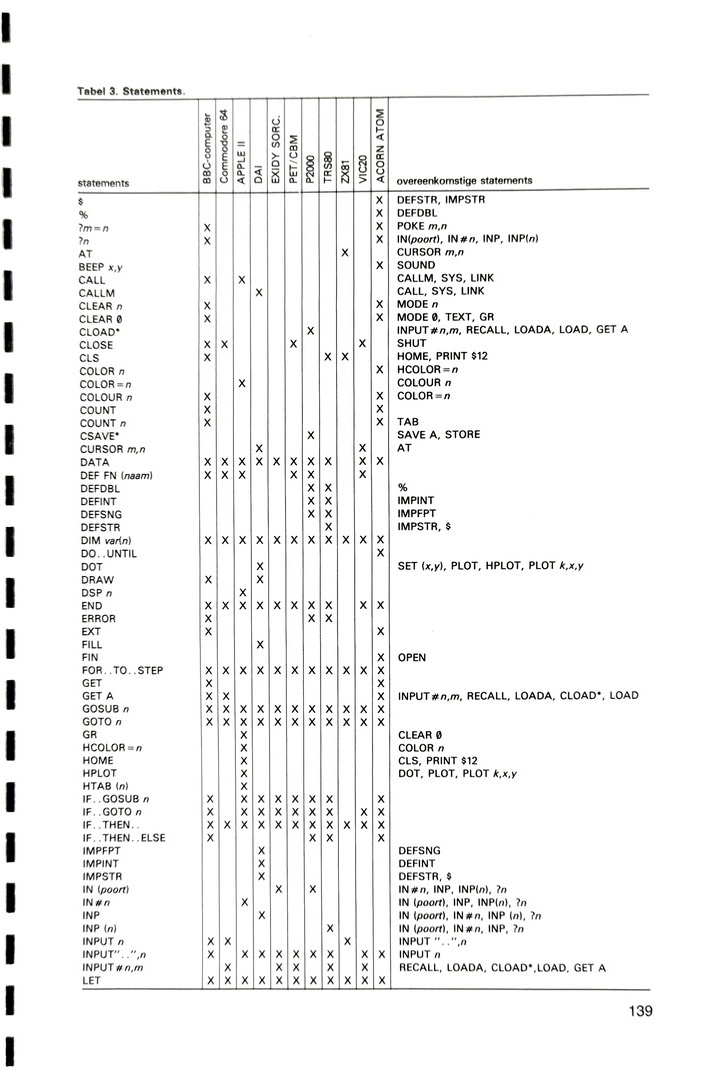 Tabel 3. Statements.
statements BBC-computer Commodore 64 APPLE II DAI EXIDY SORC. PET/CBM P2000 TRS80 ZX81 VIC20 ACORN ATOM overeenkomstige statements
$ X DEFSTR, IMPSTR
% X DEFDBL
?m=n X X POKE m,n
?n X X IN(poort), IN#n, INP, INP(n)
AT X CURSOR m,n
BEEP x,y X SOUND
CALL X X CALLM, SYS, LINK
CALLM X CALL, SYS, LINK
CLEAR n X X MODE n
CLEAR 0 X X MODE 0, TEXT, GR
CLOAD* X INPUT#n,m, RECALL, LOADA, LOAD, GET A
CLOSE X X X X SHUT
CLS X X X HOME, PRINT $12
COLOR n X HCOLOR=n
COLOR=n X COLOUR n
COLOUR n X X COLOR=n
COUNT X X
COUNT n X X TAB
CSAVE* X SAVE A, STORE
CURSOR m,n X X AT
DATA X X X X X X X X X X
DEF FN (naam) X X X X X X
DEFDBL X X %
DEFINT X X IMPINT
DEFSNG X X IMPFPT
DEFSTR X IMPSTR, $
DIM var(n) X X X X X X X X X X X
DO..UNTIL X
DOT X SET (x,y), PLOT, HPLOT, PLOT k,x,y
DRAW X X
DSP n X
END X X X X X X X X X X
ERROR X X X
EXT X X
FILL X
FIN X OPEN
FOR..TO..STEP X X X X X X X X X X X
GET X X
GET A X X X INPUT#n,m, RECALL, LOADA, CLOAD*, LOAD
GOSUB n X X X X X X X X X X X
GOTO n X X X X X X X X X X X
GR X CLEAR 0
HCOLOR=n X COLOR n
HOME X CLS, PRINT $12
HPLOT X DOT, PLOT, PLOT k,x,y
HTAB (n) X
IF..GOSUB n X X X X X X X X
IF..GOTO n X X X X X X X X X
IF..THEN.. X X X X X X X X X X X
IF..THEN..ELSE X X X X
IMPFPT X DEFSNG
IMPINT X DEFINT
IMPSTR X DEFSTR, $
IN (poort) X X IN#n, INP, INP(n), ?n
IN#n X IN (poort), INP, INP(n), ?n
INP X IN (poort), IN#n, INP (n), ?n
INP (n) X IN (poort), IN#n, INP, ?n
INPUT n X X X INPUT "..",n
INPUT"..",n X X X X X X X X X INPUT n
INPUT#n,m X X X X X RECALL, LOADA, CLOAD*,LOAD, GET A
LET X X X X X X X X X X X
139